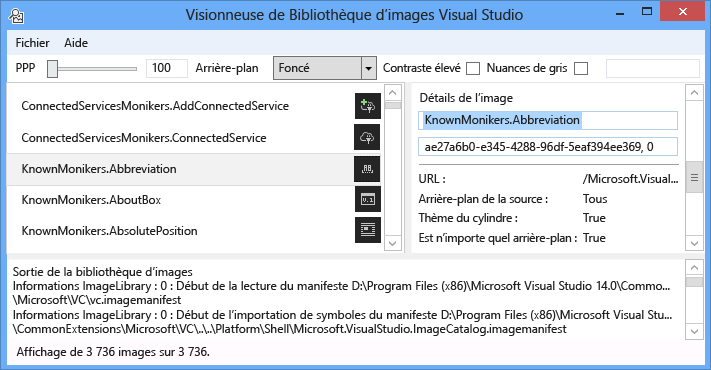 Visionneuse de Bibliothèque d’images Visual Studio
Fichier Aide
PPP 100 Arrière-plan Foncé Contraste élevé Nuances de gris
ConnectedServicesMonikers.AddConnectedService
ConnectedServicesMonikers.ConnectedService
KnownMonikers.Abbreviation
KnownMonikers.AboutBox
KnownMonikers.AbsolutePosition
Détails de l’image
KnownMonikers.Abbreviation
ae27a6b0-e345-4288-96df-5eaf394ee369, 0
URL : /Microsoft.Visual...
Arrière-plan de la source : Tous
Thème du cylindre : True
Est n’importe quel arrière-plan : True
Sortie de la bibliothèque d’images
Informations ImageLibrary : 0 : Début de la lecture du manifeste D:\Program Files (x86)\Microsoft Visual Studio 14.0\Commo...
\Microsoft\VC\vc.imagemanifest
Informations ImageLibrary : 0 : Début de l’importation de symboles du manifeste D:\Program Files (x86)\Microsoft Visual Stu...
\CommonExtensions\Microsoft\VC\..\..\Platform\Shell\Microsoft.VisualStudio.ImageCatalog.imagemanifest
Affichage de 3 736 images sur 3 736.